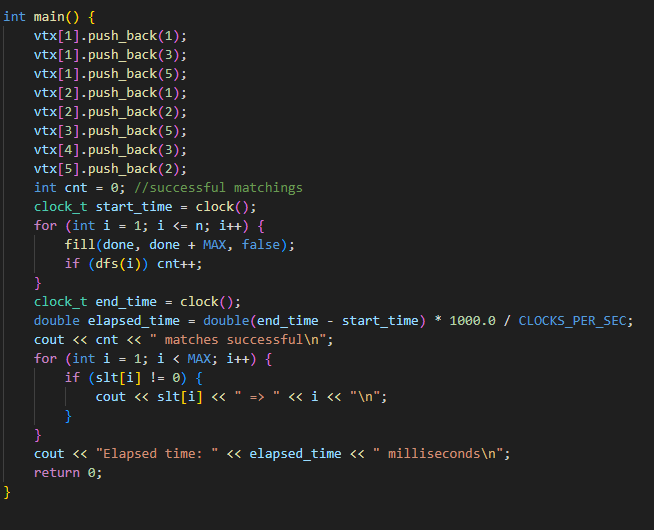 int main() {
    vtx[1].push_back(1);
    vtx[1].push_back(3);
    vtx[1].push_back(5);
    vtx[2].push_back(1);
    vtx[2].push_back(2);
    vtx[3].push_back(5);
    vtx[4].push_back(3);
    vtx[5].push_back(2);
    int cnt = 0; //successful matchings
    clock_t start_time = clock();
    for (int i = 1; i <= n; i++) {
        fill(done, done + MAX, false);
        if (dfs(i)) cnt++;
    }
    clock_t end_time = clock();
    double elapsed_time = double(end_time - start_time) * 1000.0 / CLOCKS_PER_SEC;
    cout << cnt << " matches successful\n";
    for (int i = 1; i < MAX; i++) {
        if (slt[i] != 0) {
            cout << slt[i] << " => " << i << "\n";
        }
    }
    cout << "Elapsed time: " << elapsed_time << " milliseconds\n";
    return 0;
}